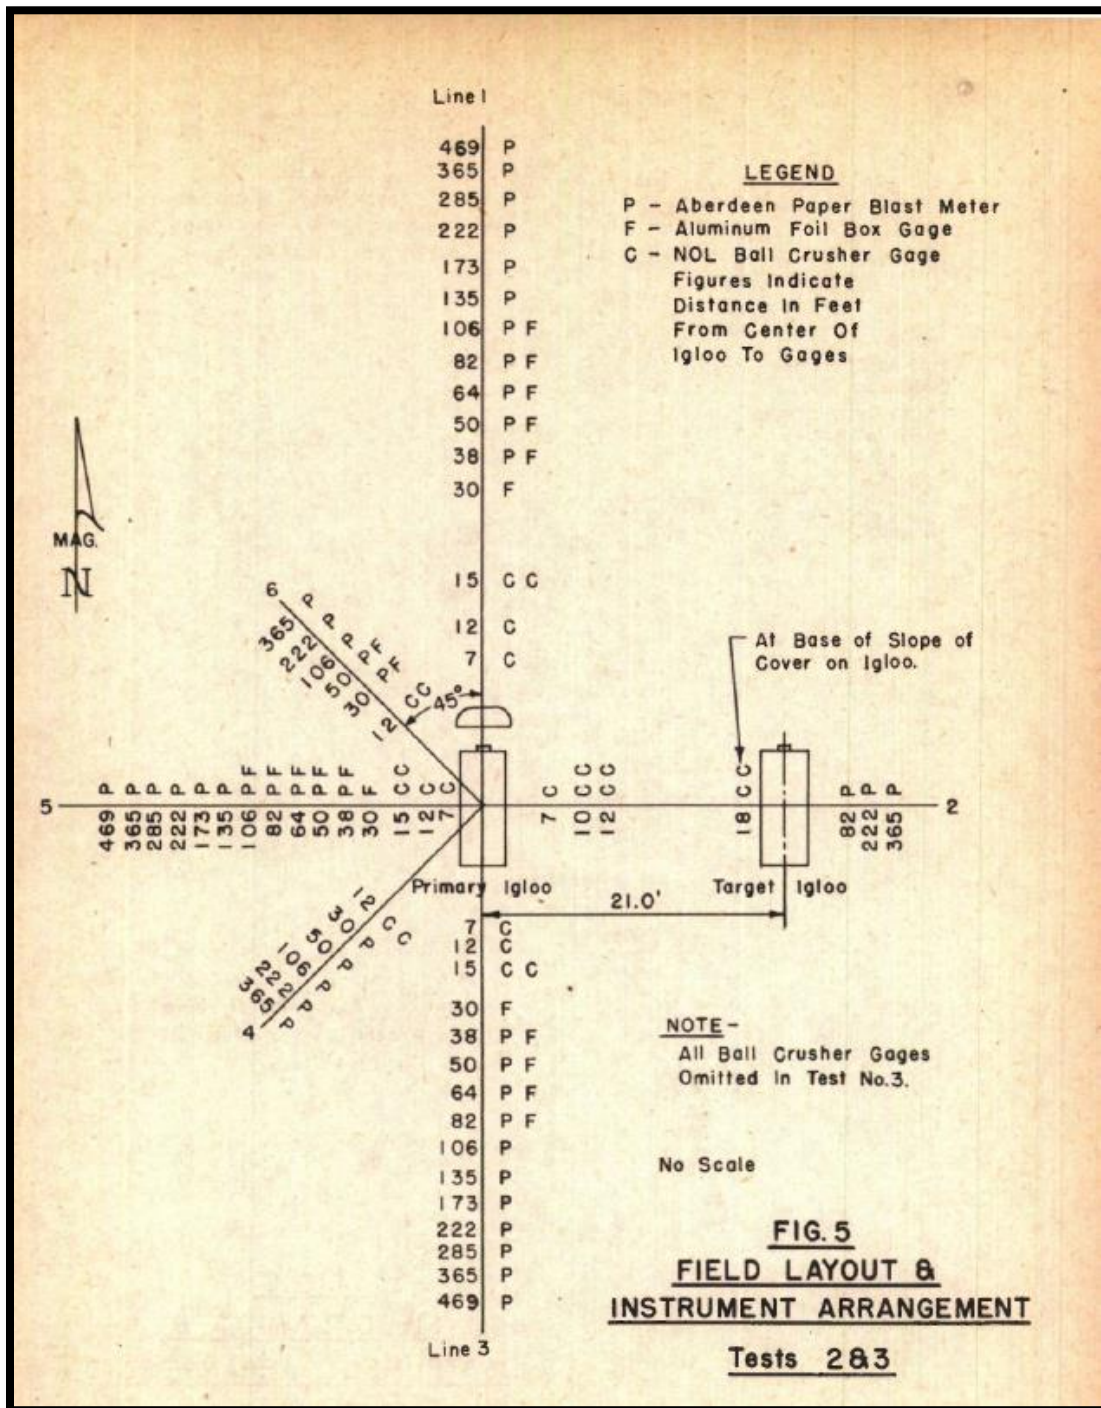 Line 1
469 P
365 P
285 P
222 P
173 P
135 P
106 P F
82 P F
64 P F
50 P F
38 P F
30 F
15 C C
12 C
7 C
LEGEND
P - Aberdeen Paper Blast Meter
F - Aluminum Foil Box Gage
C - NOL Ball Crusher Gage
Figures Indicate
Distance In Feet
From Center Of
Igloo To Gages
MAG.
N
6
365 P
222 P
106 P
50 PF
30 PF
12 CC
45°
At Base of Slope of
Cover on Igloo.
5
469 P
365 P
285 P
222 P
173 P
135 P
106 PF
82 PF
64 PF
50 PF
38 PF
30 F
15 CC
12 C
7 C
7 C
10 CC
12 CC
18 CC
82 P
222 P
365 P
2
Primary Igloo
Target Igloo
21.0'
12 C C
30 P
50 P
106 P
222 P
365 P
4
7 C
12 C
15 C C
30 F
38 P F
50 P F
64 P F
82 P F
106 P
135 P
173 P
222 P
285 P
365 P
469 P
Line 3
NOTE-
All Ball Crusher Gages
Omitted In Test No.3.
No Scale
FIG. 5
FIELD LAYOUT &
INSTRUMENT ARRANGEMENT
Tests 2&3